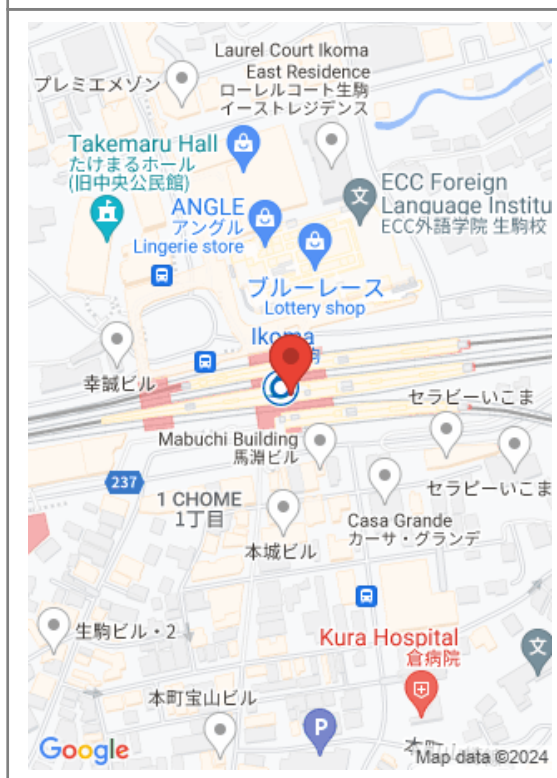 Laurel Court Ikoma
East Residence
ローレルコート生駒
イーストレジデンス
プレミエメゾン
Takemaru Hall
たけまるホール
(旧中央公民館)
ECC Foreign
Language Institu
ECC外語学院 生駒校
文
ANGLE
アングル
Lingerie store
ブルーレース
Lottery shop
Ikoma
幸誠ビル
セラビーいこま
Mabuchi Building
馬淵ビル
237
セラピーいこま
1 CHOME
1丁目
Casa Grande
カーサ・グランデ
本城ビル
生駒ビル・2
Kura Hospital
倉病院
文
本町宝山ビル
P
Google
Map data ©2024